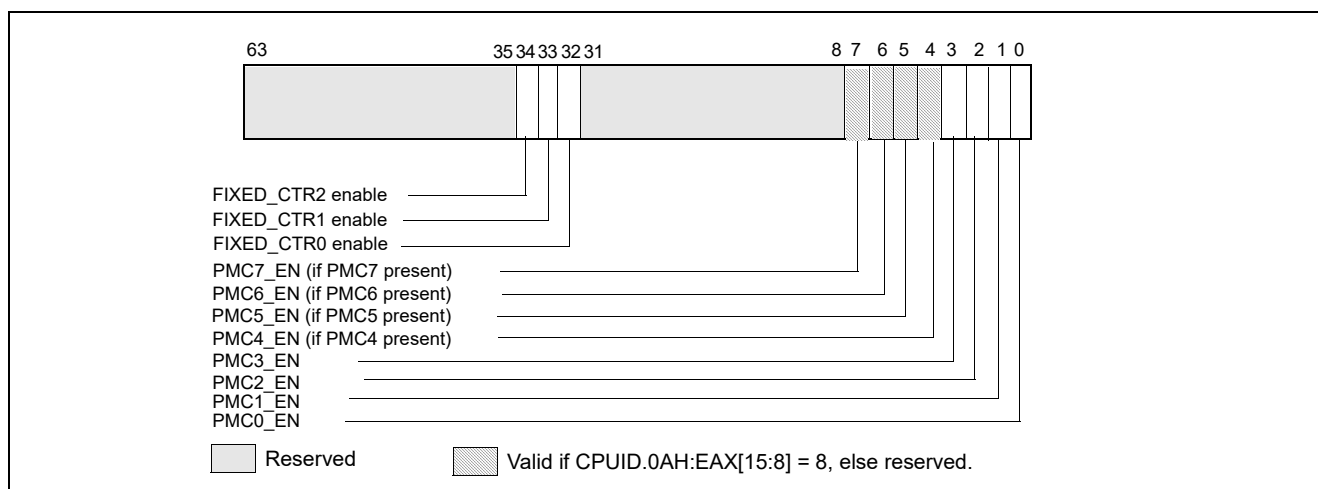 63 35 34 33 32 31 8 7 6 5 4 3 2 1 0
FIXED_CTR2 enable
FIXED_CTR1 enable
FIXED_CTR0 enable
PMC7_EN (if PMC7 present)
PMC6_EN (if PMC6 present)
PMC5_EN (if PMC5 present)
PMC4_EN (if PMC4 present)
PMC3_EN
PMC2_EN
PMC1_EN
PMC0_EN
Reserved Valid if CPUID.0AH:EAX[15:8] = 8, else reserved.